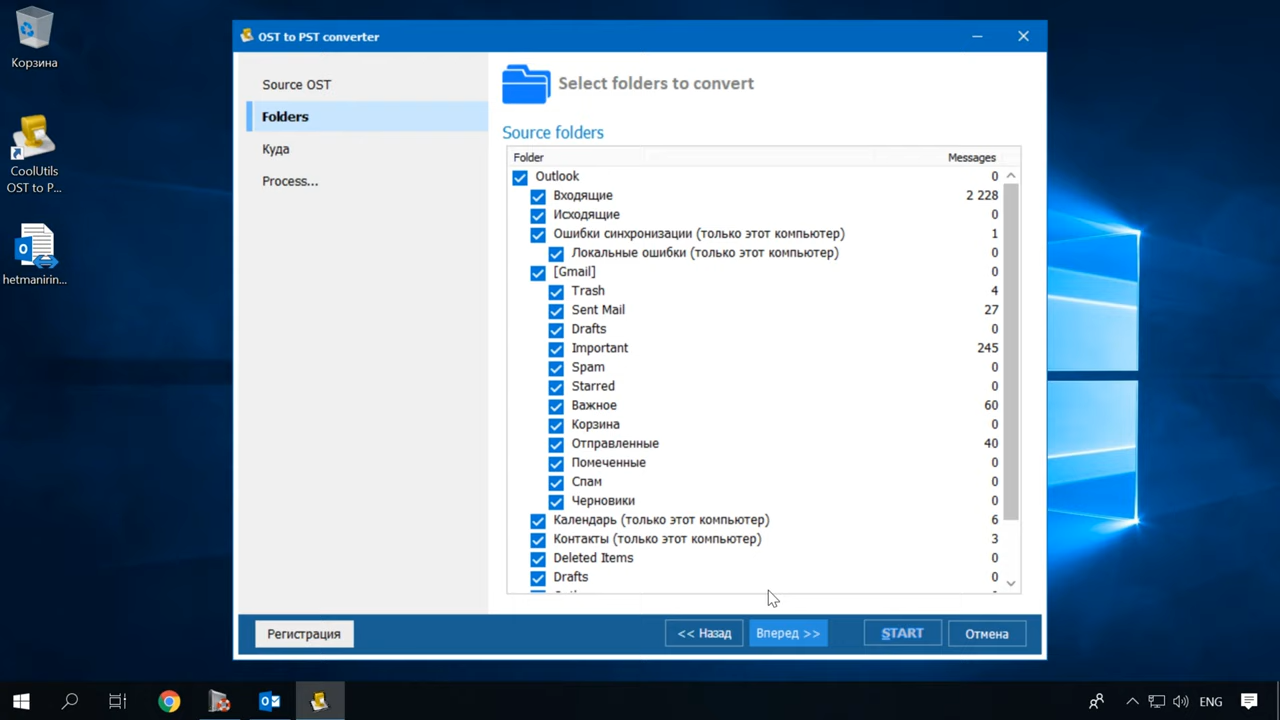 Корзина
CoolUtils
OST to P...
hetmanirin...
OST to PST converter
Source OST
Folders
Куда
Process...
Select folders to convert
Source folders
Folder Messages
Outlook 0
Входящие 2 228
Исходящие 0
Ошибки синхронизации (только этот компьютер) 1
Локальные ошибки (только этот компьютер) 0
[Gmail] 0
Trash 4
Sent Mail 27
Drafts 0
Important 245
Spam 0
Starred 0
Важное 60
Корзина 0
Отправленные 40
Помеченные 0
Спам 0
Черновики 0
Календарь (только этот компьютер) 6
Контакты (только этот компьютер) 3
Deleted Items 0
Drafts 0
Регистрация << Назад Вперед >> START Отмена
ENG